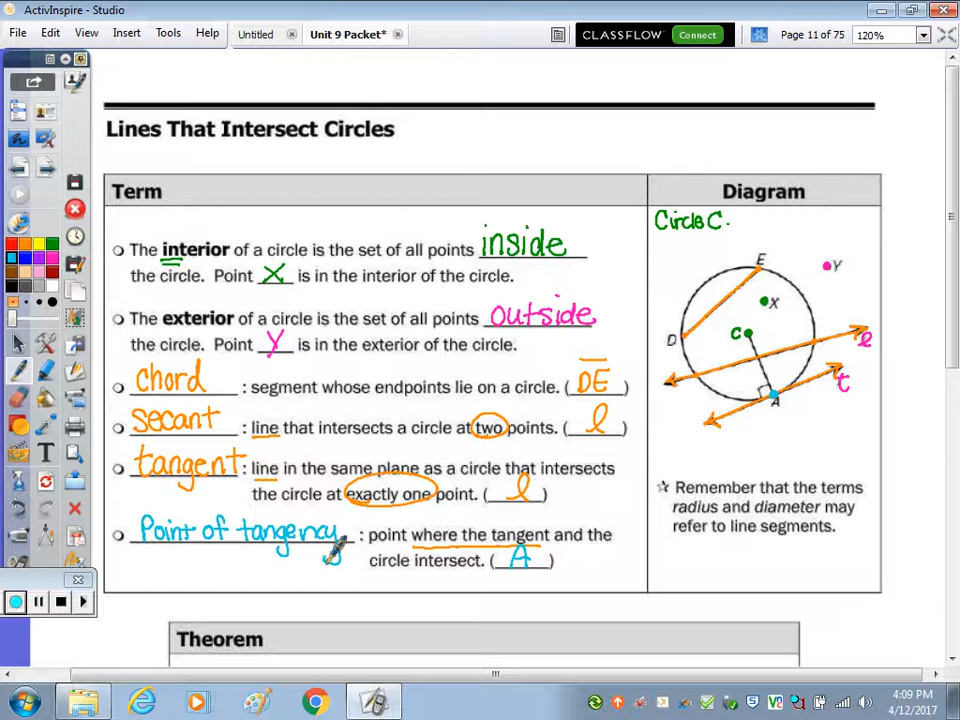 ActivInspire - Studio
File Edit View Insert Tools Help Untitled Unit 9 Packet* CLASSFLOW Connect Page 11 of 75 120%
Lines That Intersect Circles
Term
Diagram
Circle C.
The interior of a circle is the set of all points inside
the circle. Point X is in the interior of the circle.
The exterior of a circle is the set of all points outside
the circle. Point Y is in the exterior of the circle.
chord : segment whose endpoints lie on a circle. (DE)
secant : line that intersects a circle at two points. (l)
tangent : line in the same plane as a circle that intersects
the circle at exactly one point. (l)
Point of tangency : point where the tangent and the
circle intersect. (A)
E
Y
X
C
D
l
t
A
☆ Remember that the terms
radius and diameter may
refer to line segments.
Theorem
4:09 PM
4/12/2017